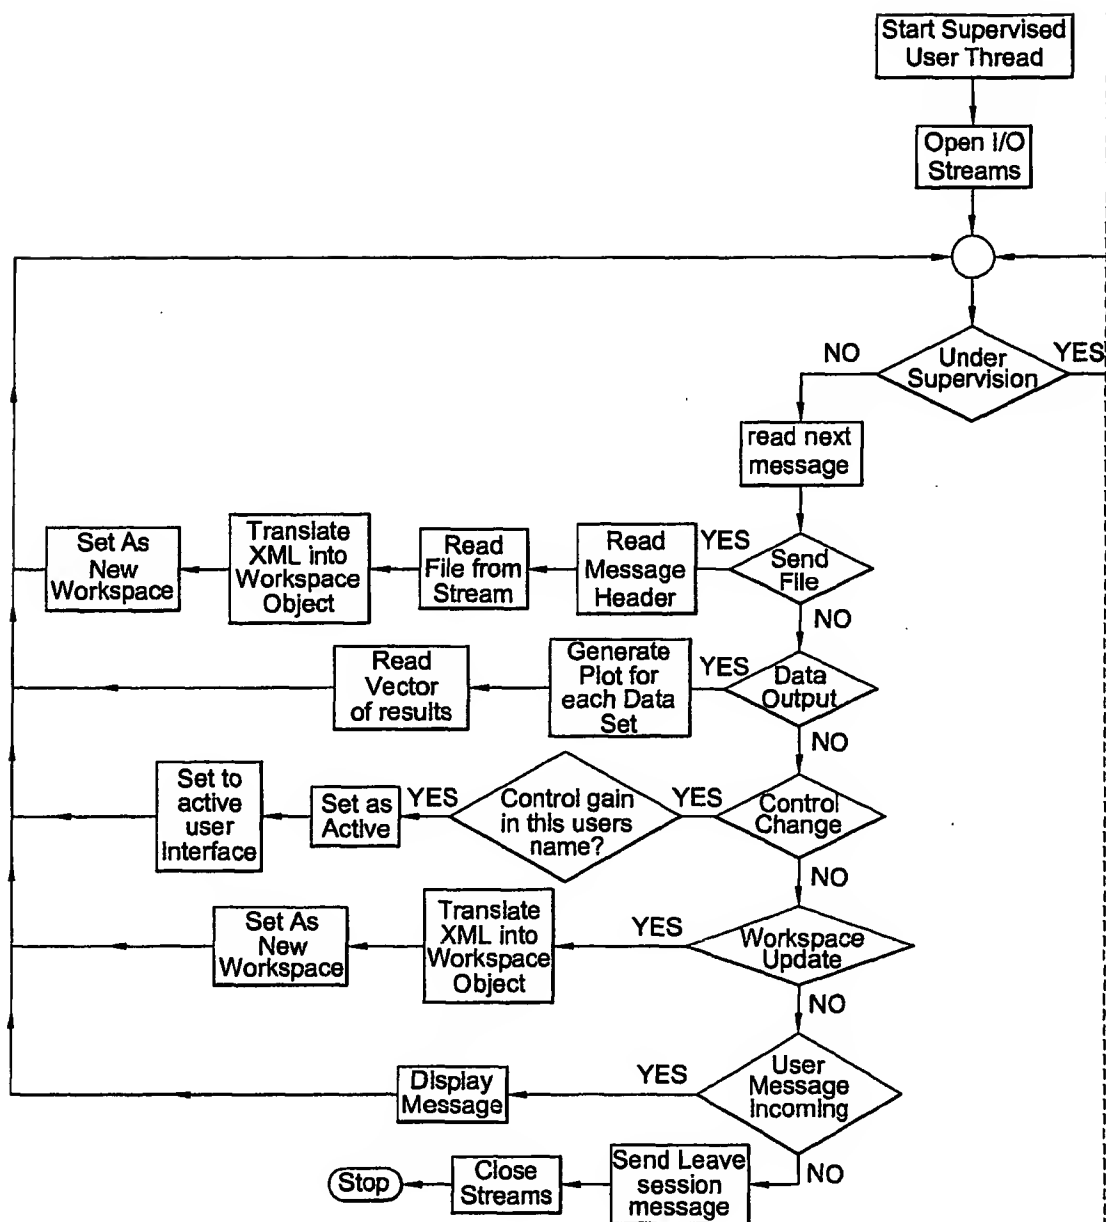 Start Supervised
User Thread
Open I/O
Streams
NO
Under
Supervision
YES
read next
message
Set As
New
Workspace
Translate
XML into
Workspace
Object
Read
File from
Stream
Read
Message
Header
YES
Send
File
NO
Read
Vector
of results
Generate
Plot for
each Data
Set
YES
Data
Output
NO
Set to
active
user
Interface
Set as
Active
YES
Control gain
in this users
name?
YES
Control
Change
NO
Set As
New
Workspace
Translate
XML into
Workspace
Object
YES
Workspace
Update
NO
Display
Message
YES
User
Message
Incoming
NO
Stop
Close
Streams
Send Leave
session
message